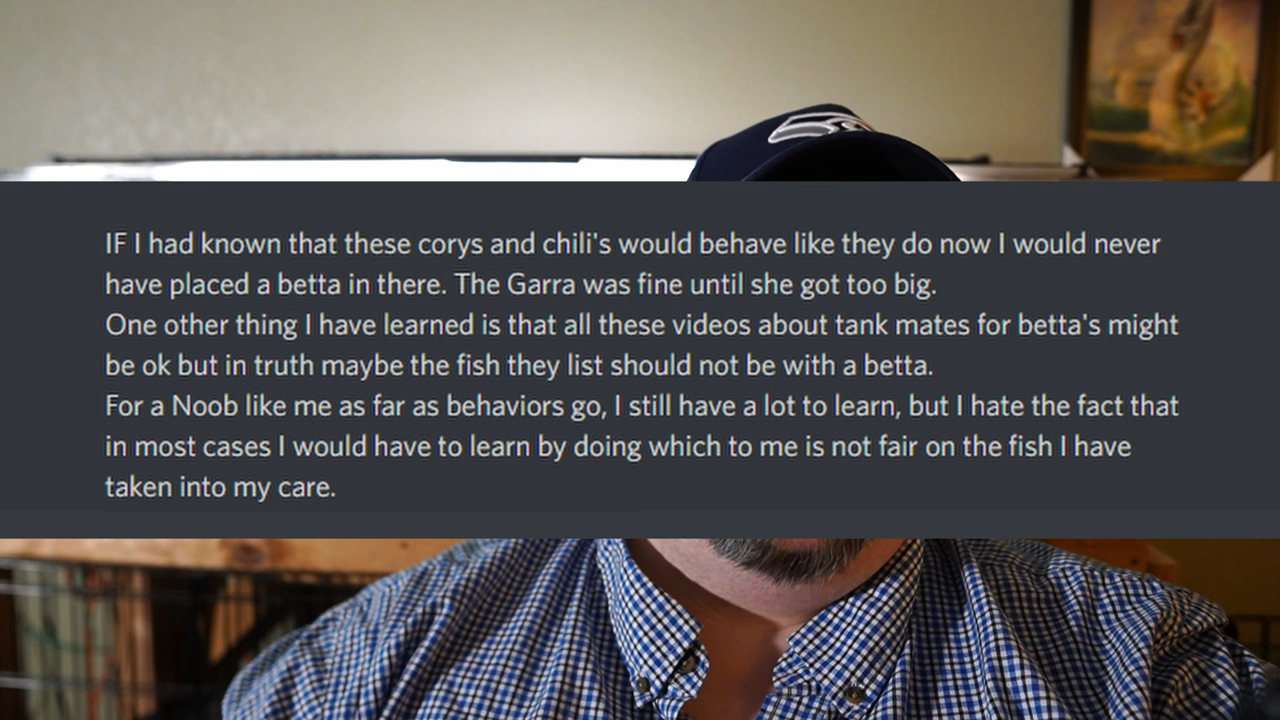 IF I had known that these corys and chili's would behave like they do now I would never
have placed a betta in there. The Garra was fine until she got too big.
One other thing I have learned is that all these videos about tank mates for betta's might
be ok but in truth maybe the fish they list should not be with a betta.
For a Noob like me as far as behaviors go, I still have a lot to learn, but I hate the fact that
in most cases I would have to learn by doing which to me is not fair on the fish I have
taken into my care.